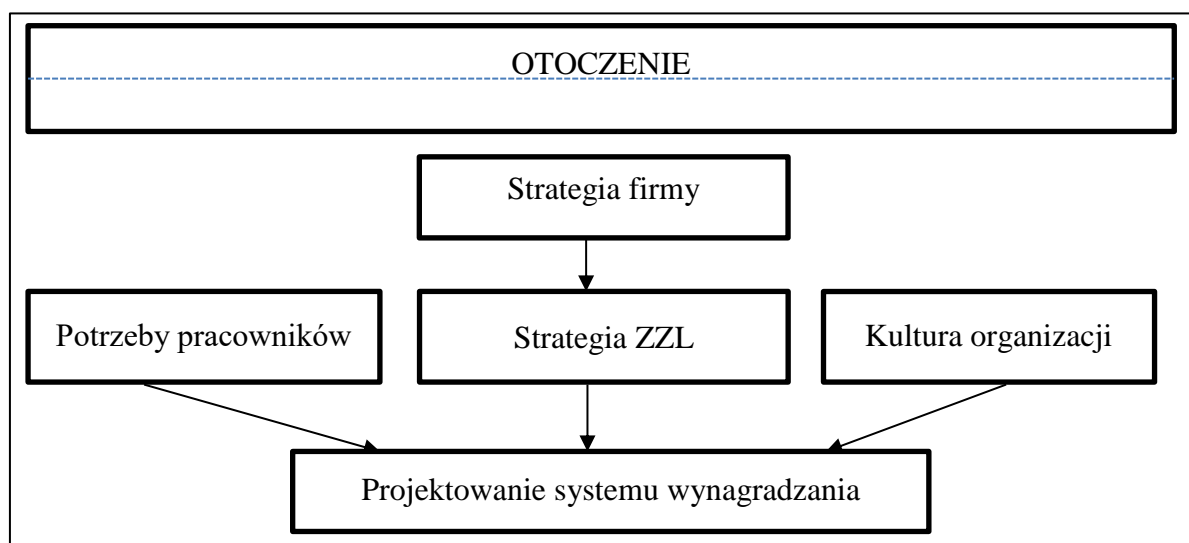 OTOCZENIE
Strategia firmy
Potrzeby pracowników
Strategia ZZL
Kultura organizacji
Projektowanie systemu wynagradzania